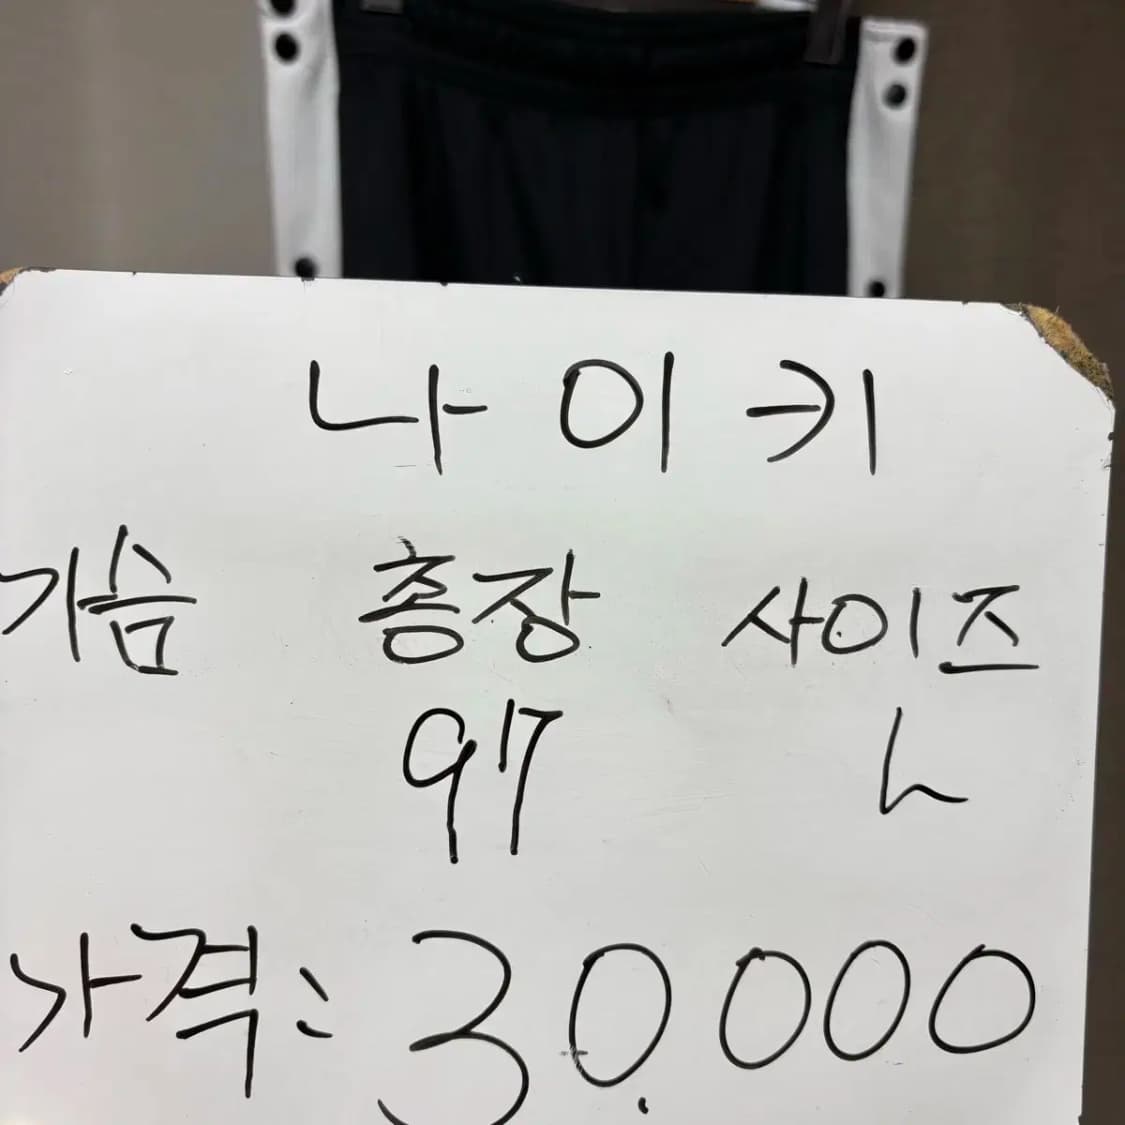 나이키
가슴 총장 사이즈
97 L
가격: 30.000